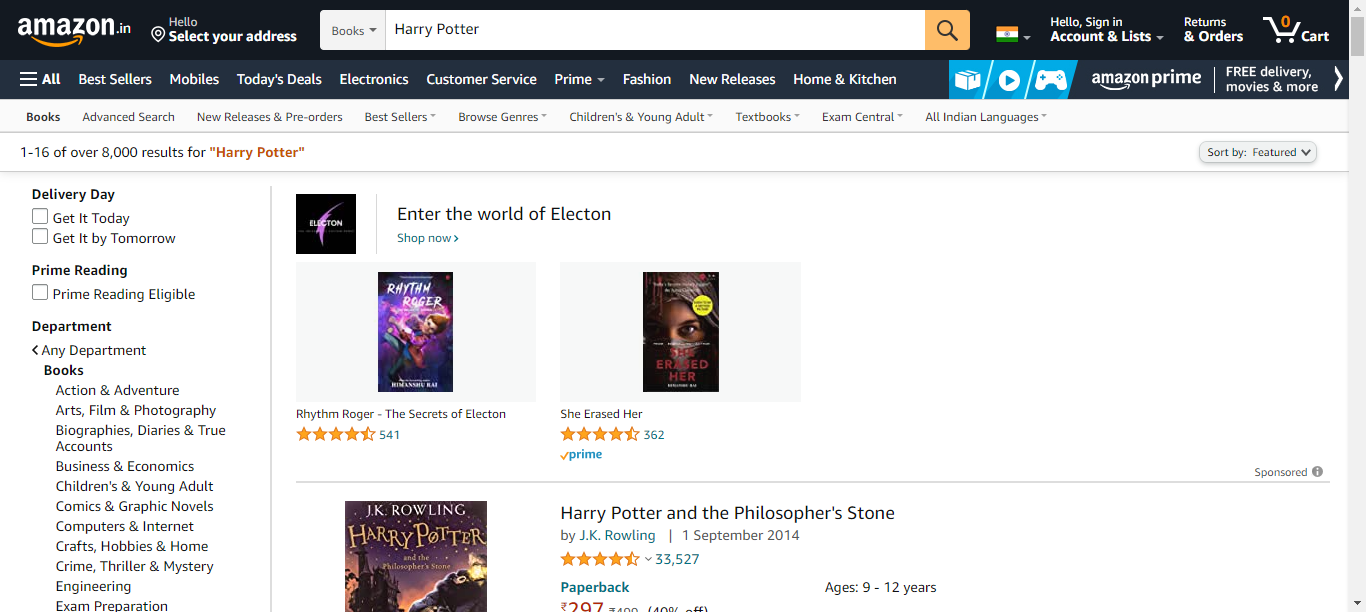 amazon.in
Hello
Select your address
Books
Harry Potter
Hello, Sign in
Account & Lists
Returns
& Orders
0
Cart
All
Best Sellers
Mobiles
Today's Deals
Electronics
Customer Service
Prime
Fashion
New Releases
Home & Kitchen
amazon prime
FREE delivery,
movies & more
Books
Advanced Search
New Releases & Pre-orders
Best Sellers
Browse Genres
Children's & Young Adult
Textbooks
Exam Central
All Indian Languages
1-16 of over 8,000 results for "Harry Potter"
Sort by: Featured
Delivery Day
Get It Today
Get It by Tomorrow
Prime Reading
Prime Reading Eligible
Department
Any Department
Books
Action & Adventure
Arts, Film & Photography
Biographies, Diaries & True
Accounts
Business & Economics
Children's & Young Adult
Comics & Graphic Novels
Computers & Internet
Crafts, Hobbies & Home
Crime, Thriller & Mystery
Engineering
Exam Preparation
ELECTON
Enter the world of Electon
Shop now
RHYTHM
ROGER
HIMANSHU RAI
SHE
ERASED
HER
HIMANSHU RAI
Rhythm Roger - The Secrets of Electon
541
She Erased Her
362
prime
Sponsored
J.K. ROWLING
HARRY POTTER
and the
Philosopher's Stone
Harry Potter and the Philosopher's Stone
by J.K. Rowling | 1 September 2014
33,527
Paperback
Ages: 9 - 12 years
₹297 ₹499 (40% off)